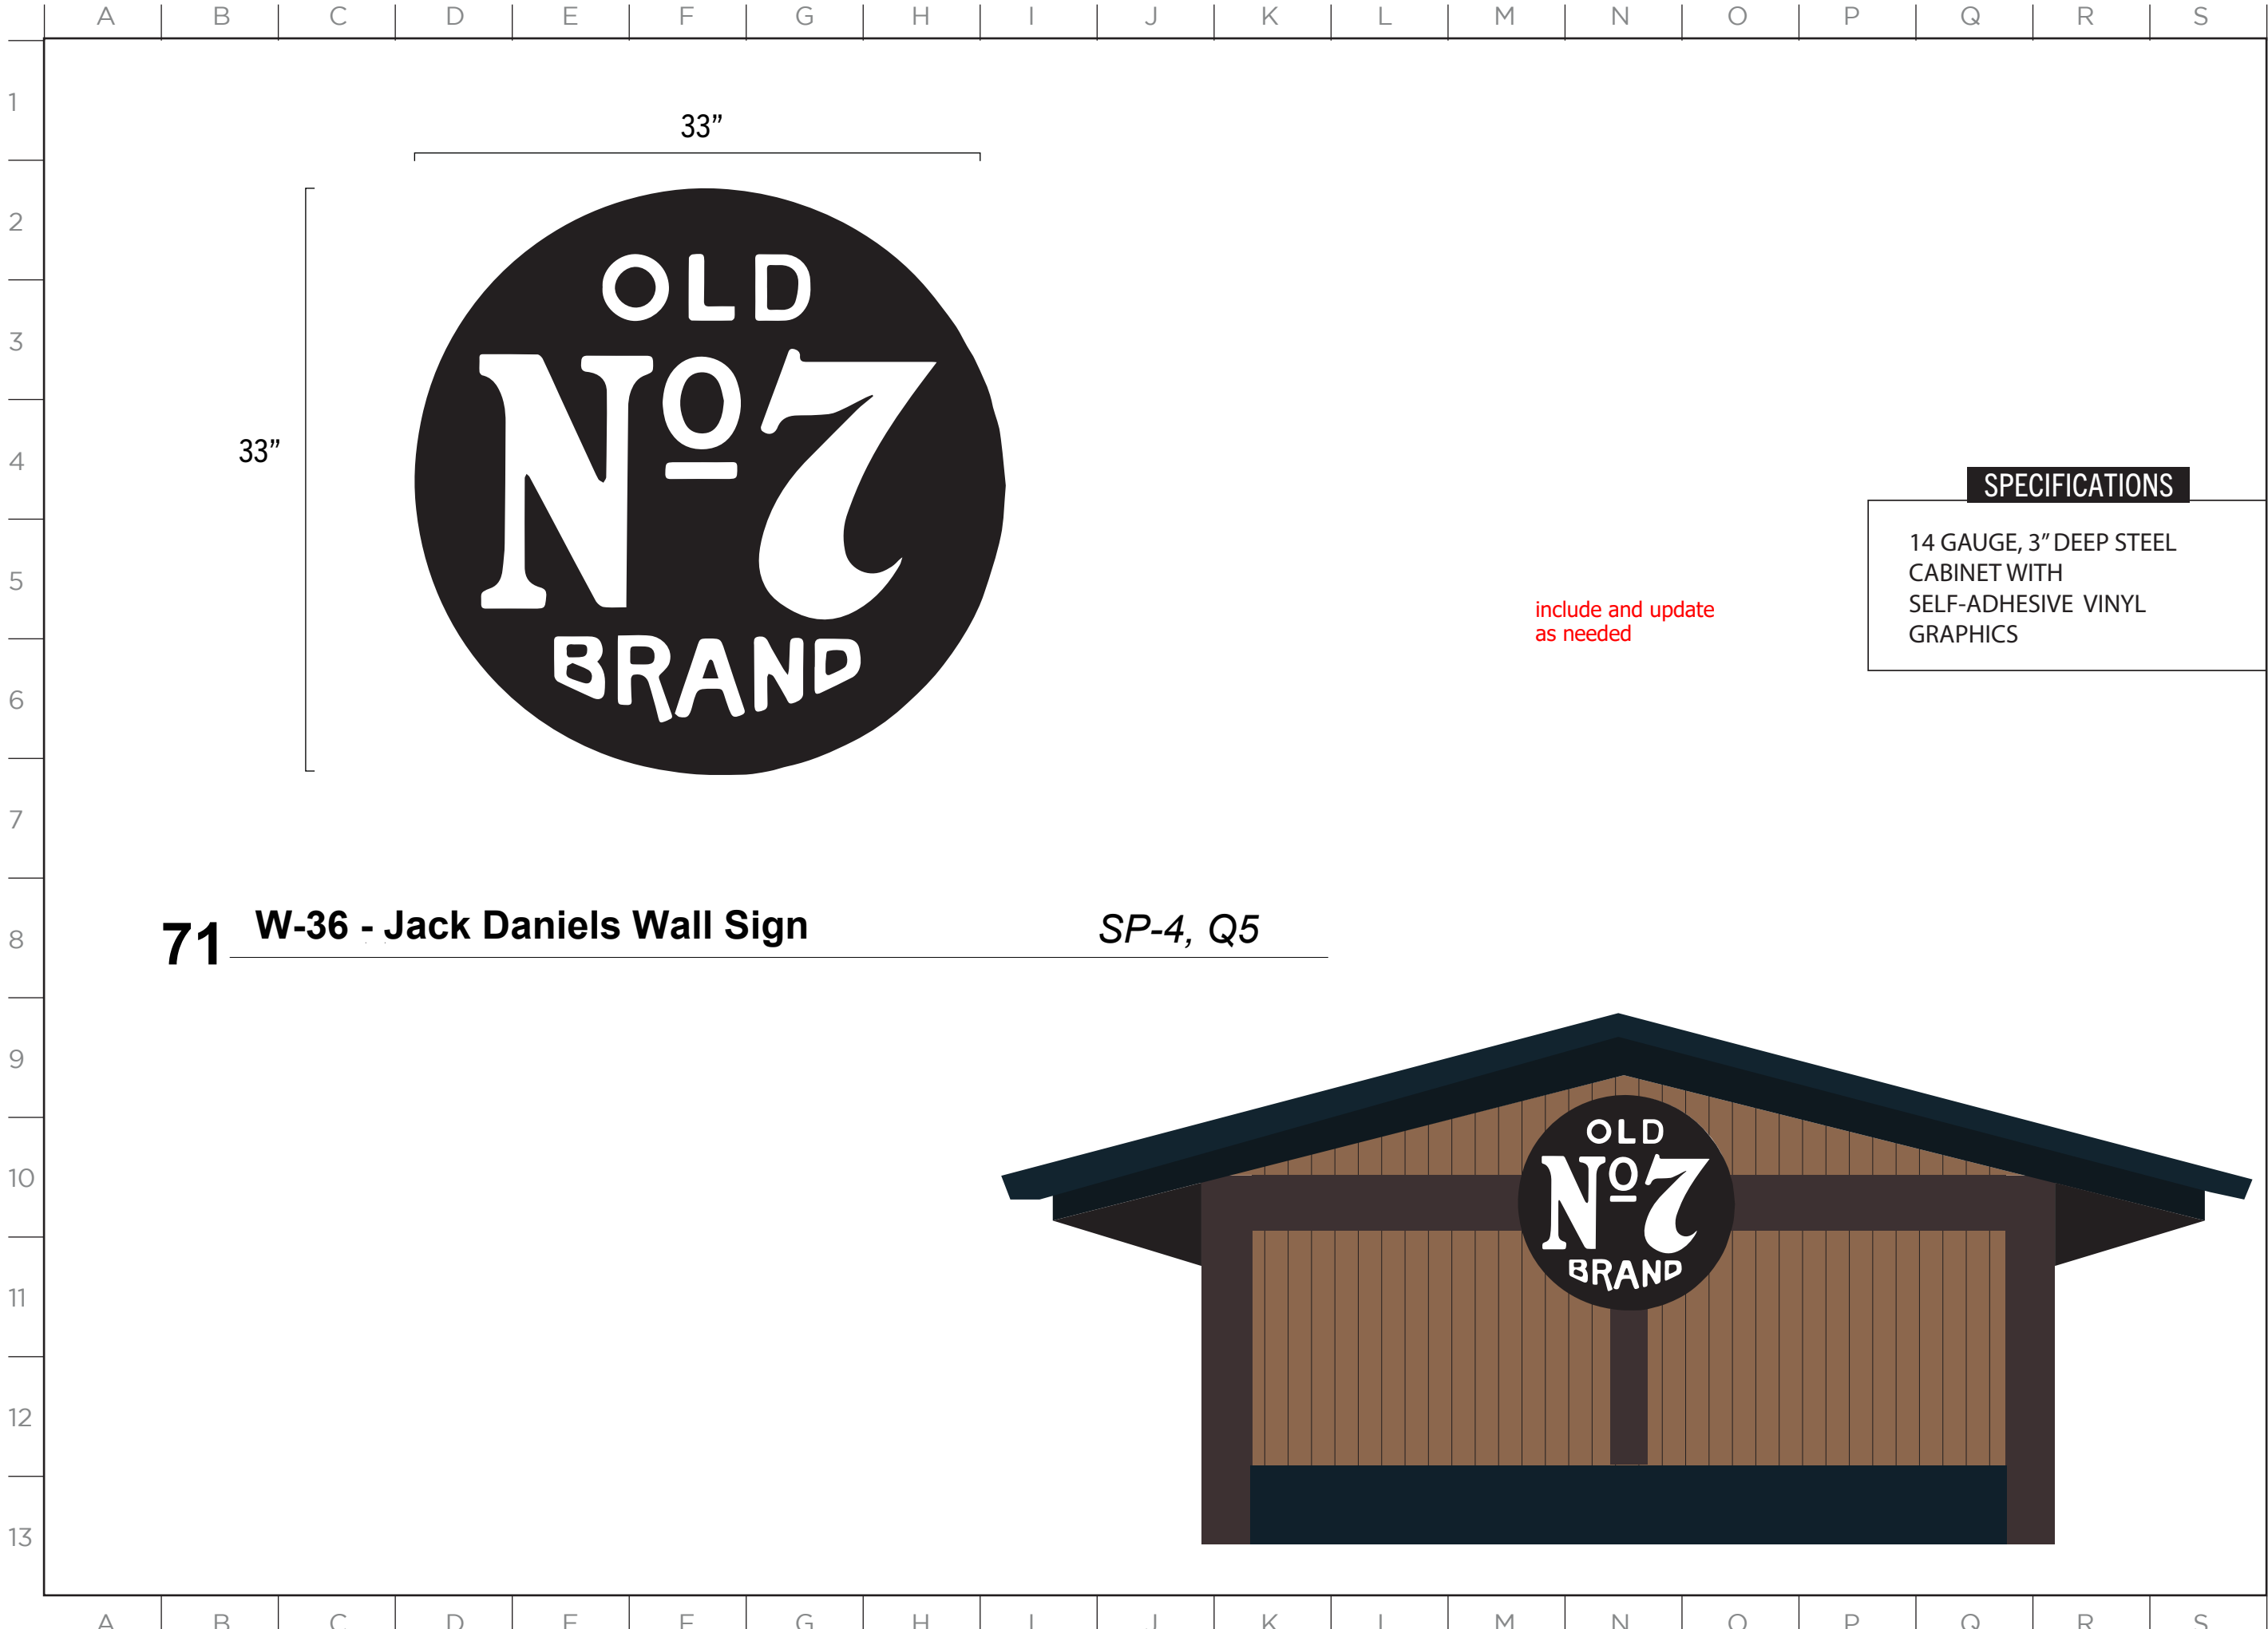 A B C D E F G H I J K L M N O P Q R S
1
2
3
4
5
6
7
8
9
10
11
12
13
33”
33”
OLD
No7
BRAND
SPECIFICATIONS
14 GAUGE, 3” DEEP STEEL
CABINET WITH
SELF-ADHESIVE VINYL
GRAPHICS
include and update
as needed
71 W-36 - Jack Daniels Wall Sign SP-4, Q5
OLD
No7
BRAND
A B C D E F G H I J K L M N O P Q R S